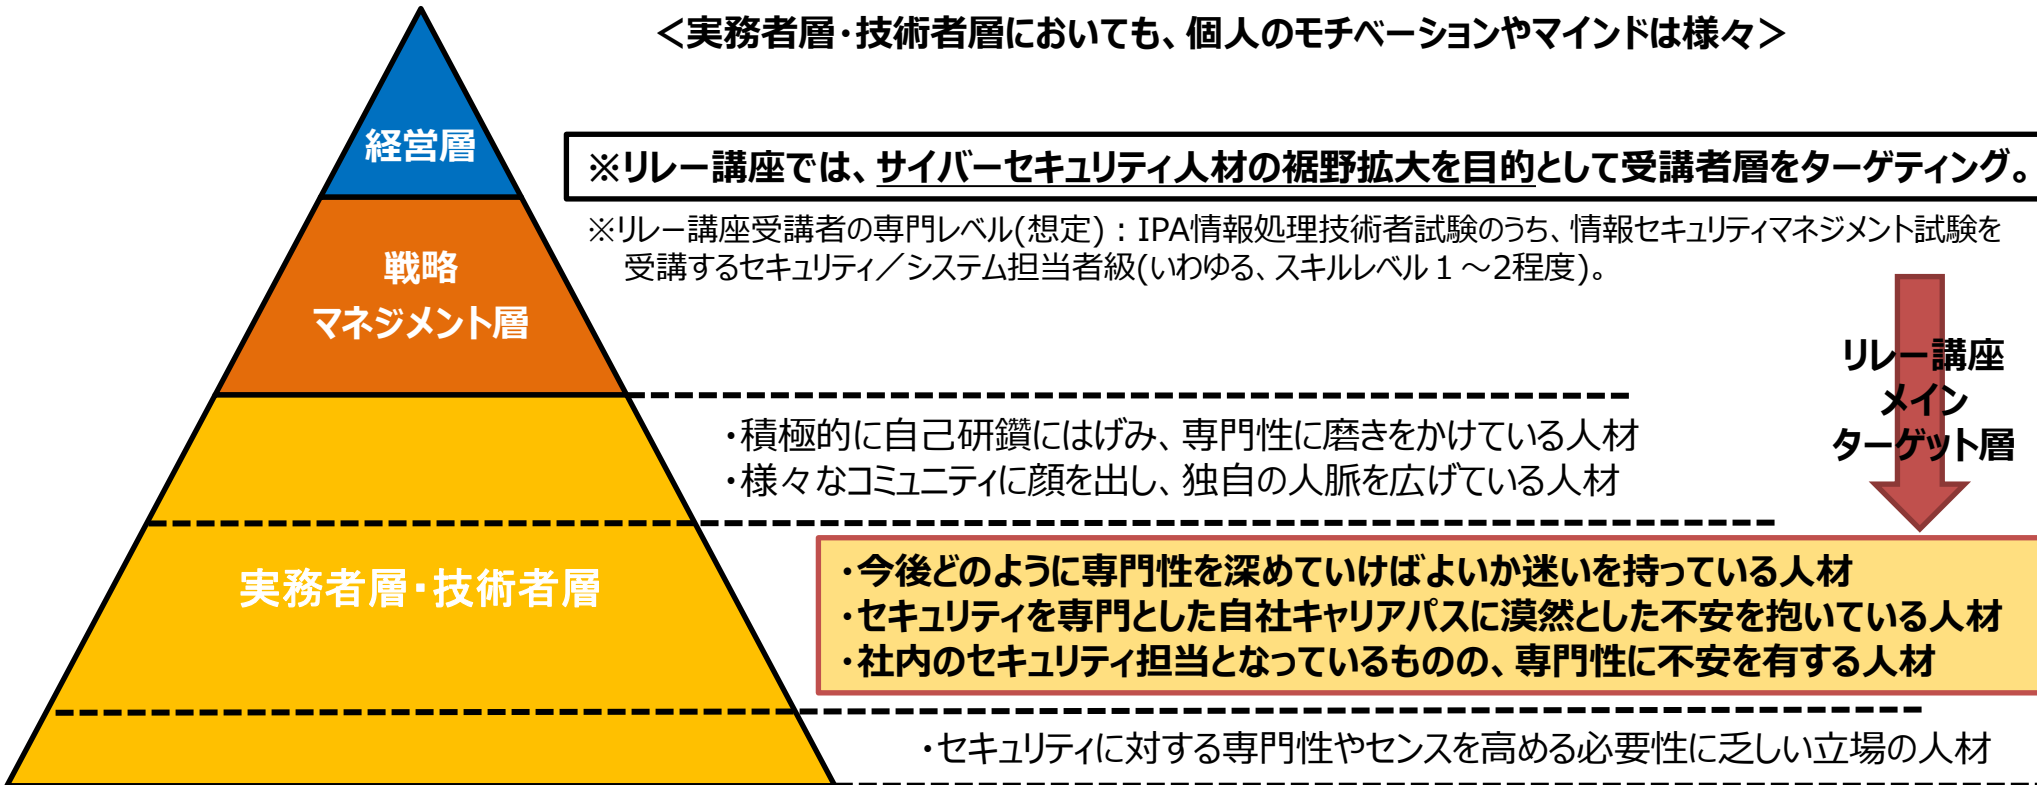 ＜実務者層･技術者層においても、個人のモチベーションやマインドは様々＞
経営層
※リレー講座では、サイバーセキュリティ人材の裾野拡大を目的として受講者層をターゲティング。
※リレー講座受講者の専門レベル(想定)：IPA情報処理技術者試験のうち、情報セキュリティマネジメント試験を
受講するセキュリティ／システム担当者級(いわゆる、スキルレベル１～2程度)。
戦略
マネジメント層
リレー講座
メイン
ターゲット層
・積極的に自己研鑽にはげみ、専門性に磨きをかけている人材
・様々なコミュニティに顔を出し、独自の人脈を広げている人材
実務者層･技術者層
・今後どのように専門性を深めていけばよいか迷いを持っている人材
・セキュリティを専門とした自社キャリアパスに漠然とした不安を抱いている人材
・社内のセキュリティ担当となっているものの、専門性に不安を有する人材
・セキュリティに対する専門性やセンスを高める必要性に乏しい立場の人材